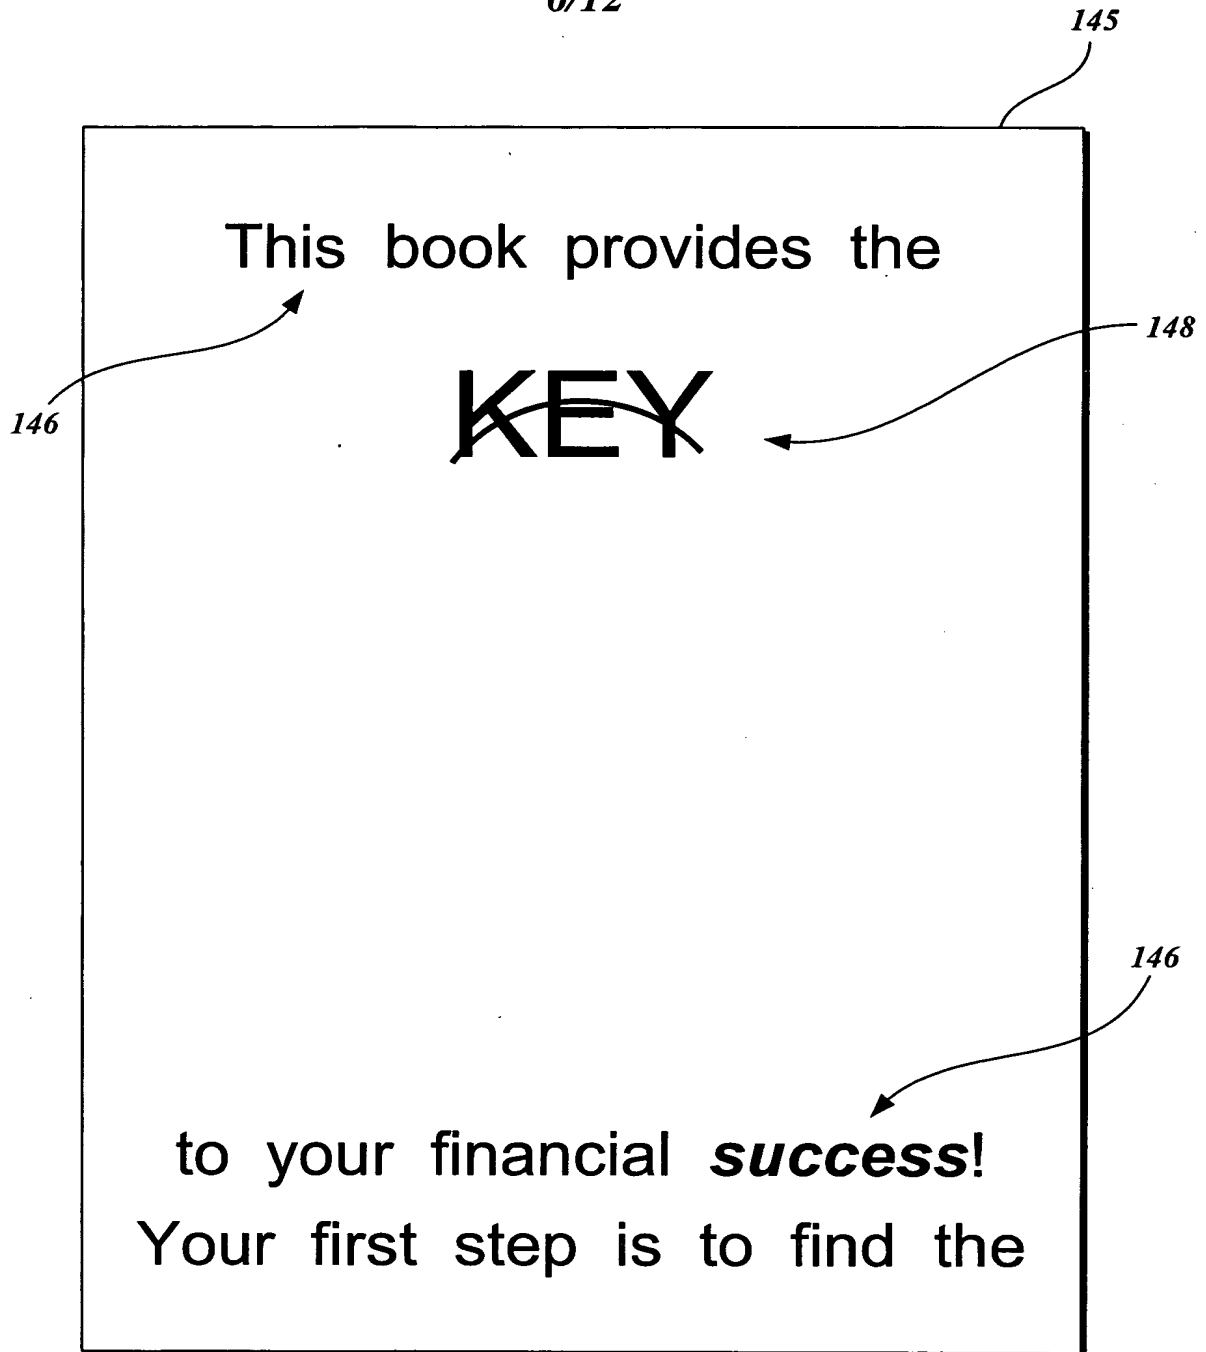 6/12
145
This book provides the
148
KEY
146
146
to your financial success!
Your first step is to find the